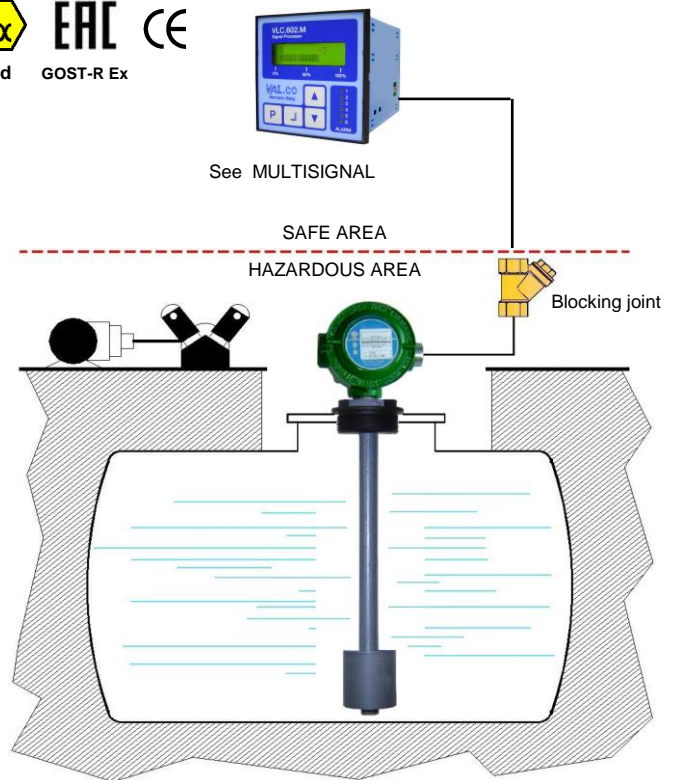 EAC CE
GOST-R Ex
VLC.602.M
Signal Processor
0% 50% 100%
VAL.CO
P
ALARM
See MULTISIGNAL
SAFE AREA
HAZARDOUS AREA
Blocking joint